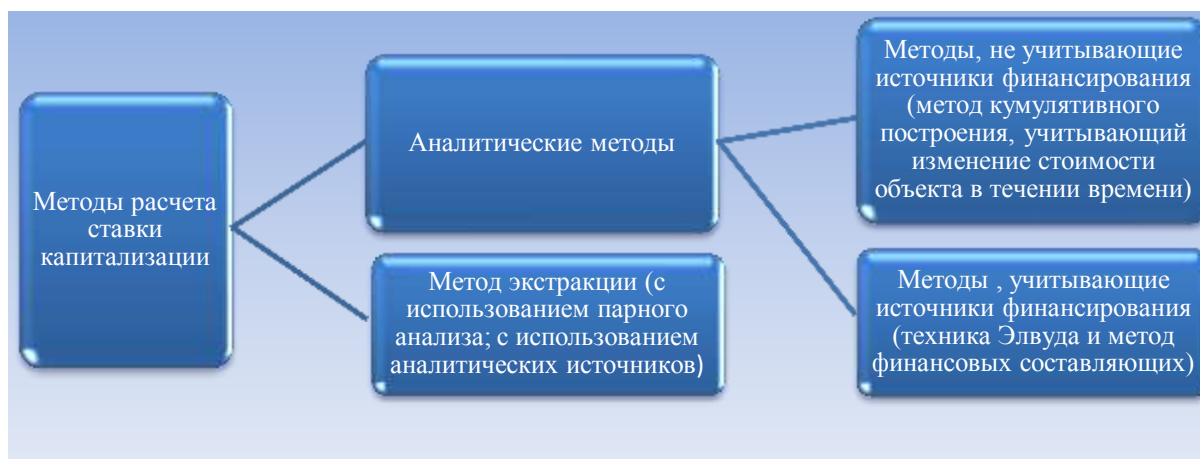 Методы расчета
ставки
капитализации
Аналитические методы
Метод экстракции (с
использованием парного
анализа; с использованием
аналитических источников)
Методы, не учитывающие
источники финансирования
(метод кумулятивного
построения, учитывающий
изменение стоимости
объекта в течении времени)
Методы , учитывающие
источники финансирования
(техника Элвуда и метод
финансовых составляющих)